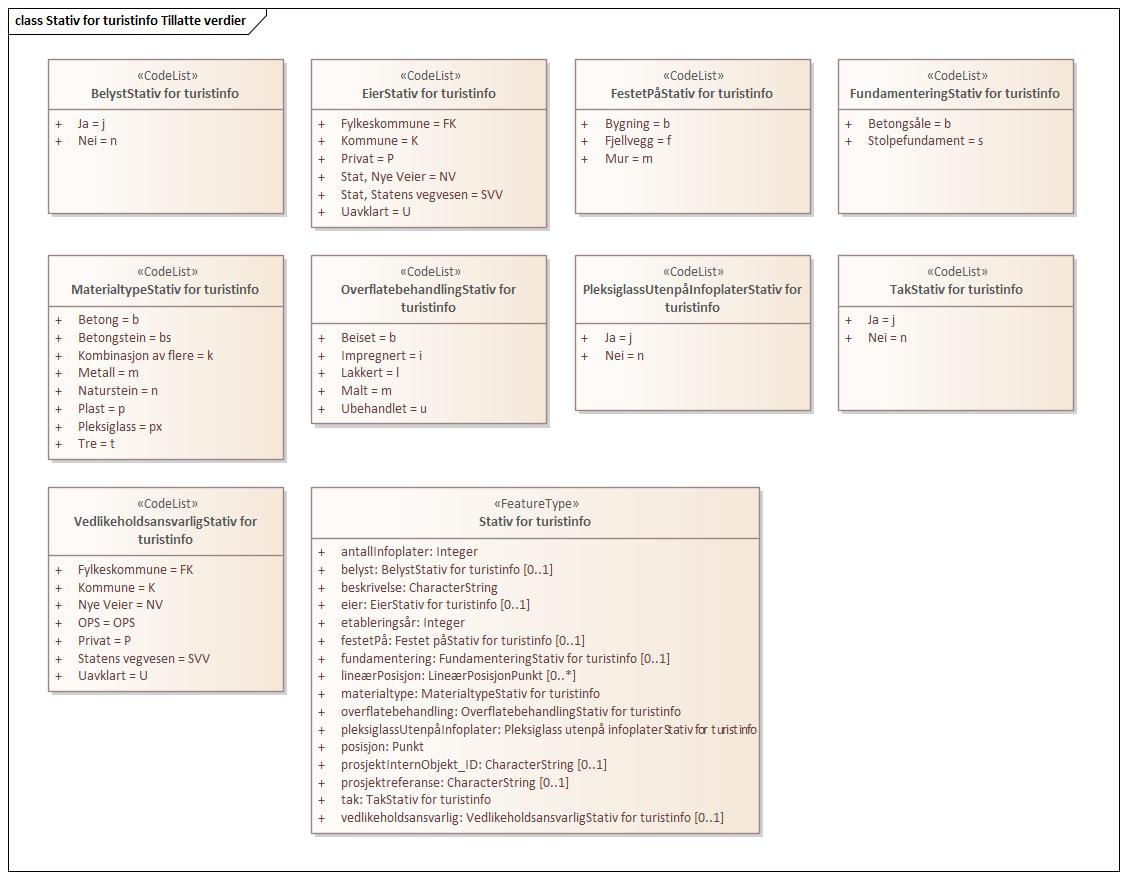 class Stativ for turistinfo Tillatte verdier
«CodeList»
BelystStativ for turistinfo
+ Ja = j
+ Nei = n
«CodeList»
EierStativ for turistinfo
+ Fylkeskommune = FK
+ Kommune = K
+ Privat = P
+ Stat, Nye Veier = NV
+ Stat, Statens vegvesen = SVV
+ Uavklart = U
«CodeList»
FestetPåStativ for turistinfo
+ Bygning = b
+ Fjellvegg = f
+ Mur = m
«CodeList»
FundamenteringStativ for turistinfo
+ Betongsåle = b
+ Stolpefundament = s
«CodeList»
MaterialtypeStativ for turistinfo
+ Betong = b
+ Betongstein = bs
+ Kombinasjon av flere = k
+ Metall = m
+ Naturstein = n
+ Plast = p
+ Pleksiglass = px
+ Tre = t
«CodeList»
OverflatebehandlingStativ for
turistinfo
+ Beiset = b
+ Impregnert = i
+ Lakkert = l
+ Malt = m
+ Ubehandlet = u
«CodeList»
PleksiglassUtenpåInfoplaterStativ for
turistinfo
+ Ja = j
+ Nei = n
«CodeList»
TakStativ for turistinfo
+ Ja = j
+ Nei = n
«CodeList»
VedlikeholdsansvarligStativ for
turistinfo
+ Fylkeskommune = FK
+ Kommune = K
+ Nye Veier = NV
+ OPS = OPS
+ Privat = P
+ Statens vegvesen = SVV
+ Uavklart = U
«FeatureType»
Stativ for turistinfo
+ antallInfoplater: Integer
+ belyst: BelystStativ for turistinfo [0..1]
+ beskrivelse: CharacterString
+ eier: EierStativ for turistinfo [0..1]
+ etableringsår: Integer
+ festetPå: Festet påStativ for turistinfo [0..1]
+ fundamentering: FundamenteringStativ for turistinfo [0..1]
+ lineærPosisjon: LineærPosisjonPunkt [0..*]
+ materialtype: MaterialtypeStativ for turistinfo
+ overflatebehandling: OverflatebehandlingStativ for turistinfo
+ pleksiglassUtenpåInfoplater: Pleksiglass utenpå infoplaterStativ for turistinfo
+ posisjon: Punkt
+ prosjektInternObjekt_ID: CharacterString [0..1]
+ prosjektreferanse: CharacterString [0..1]
+ tak: TakStativ for turistinfo
+ vedlikeholdsansvarlig: VedlikeholdsansvarligStativ for turistinfo [0..1]